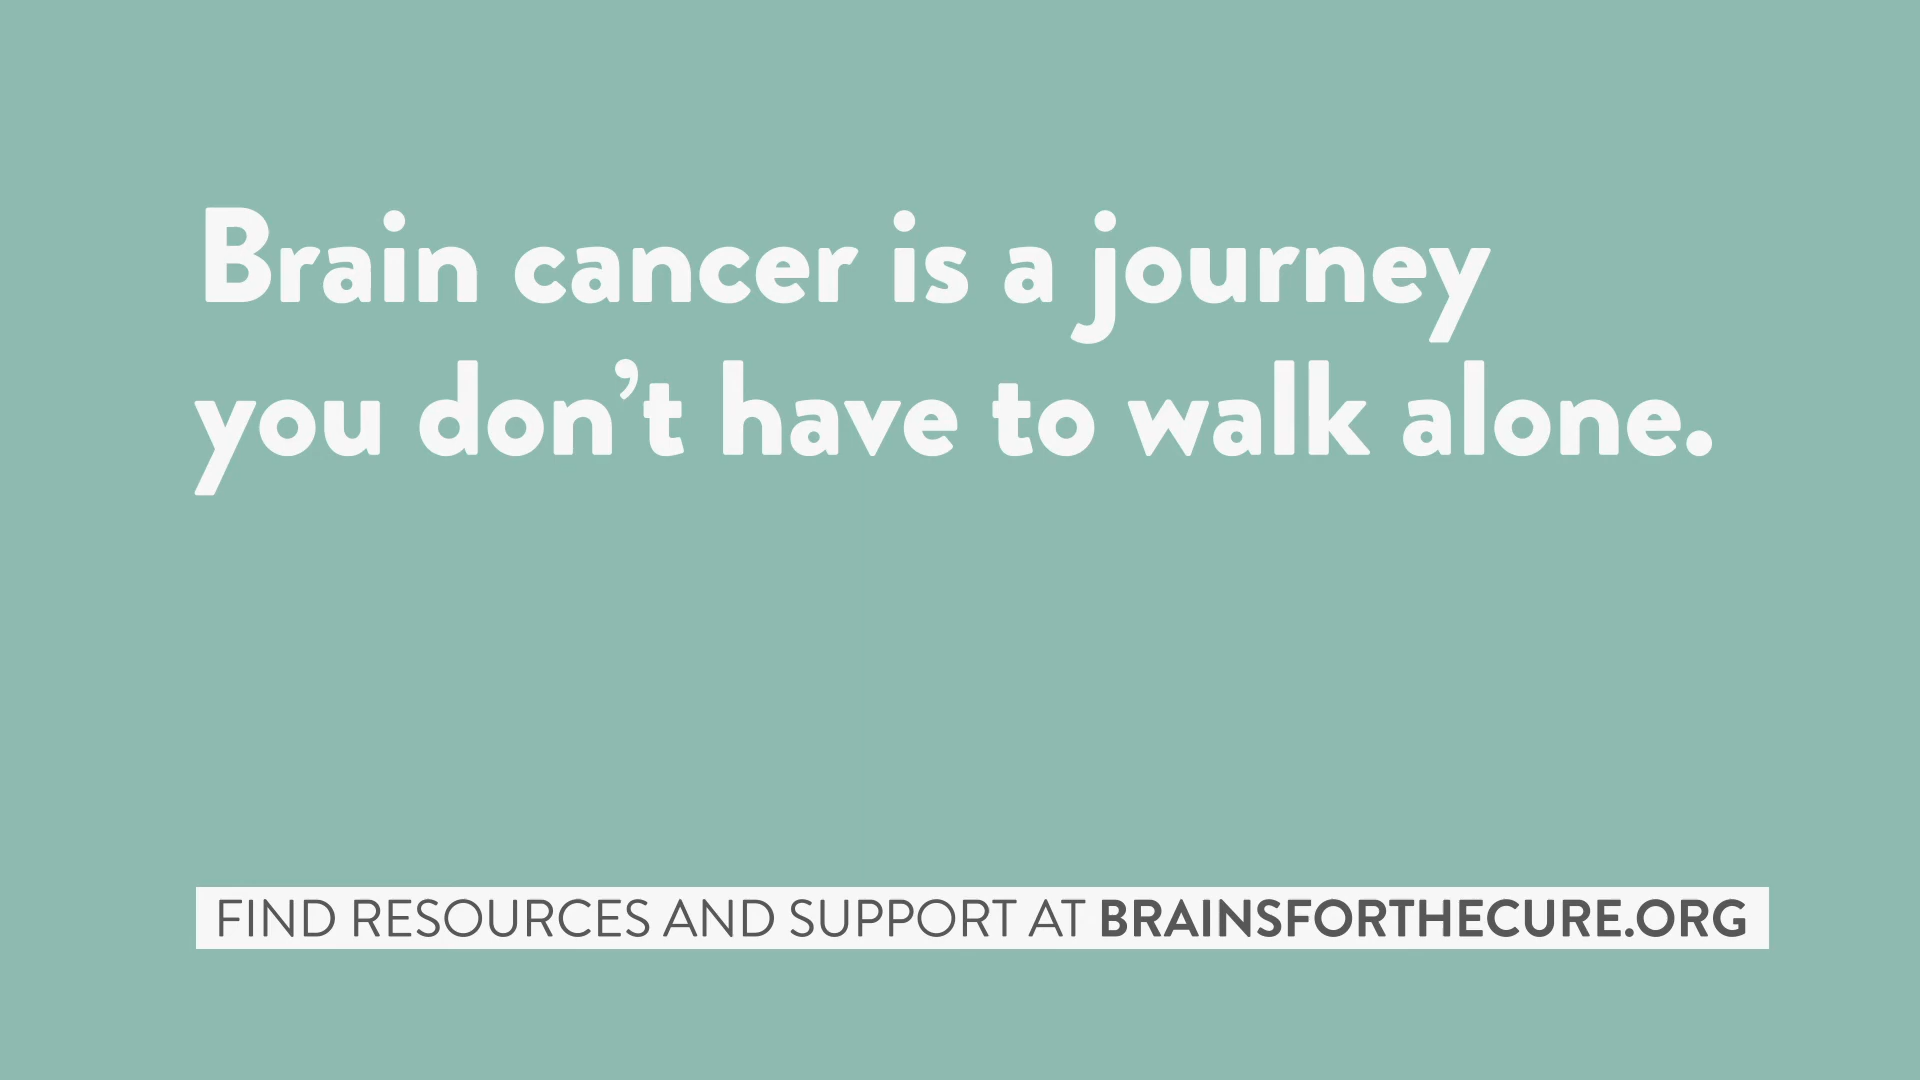 Brain cancer is a journey
you don’t have to walk alone.
FIND RESOURCES AND SUPPORT AT BRAINSFORTHECURE.ORG